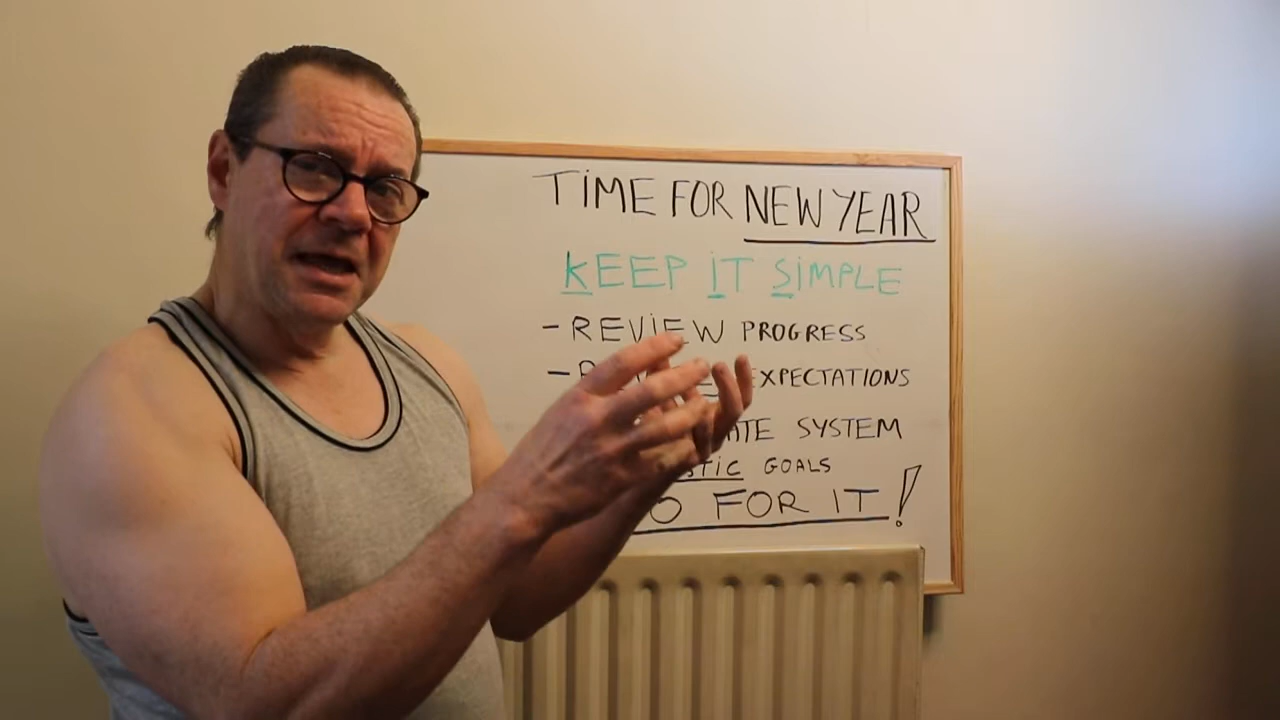 TIME FOR NEW YEAR
KEEP IT SIMPLE
- REVIEW PROGRESS
- EXPECTATIONS
SYSTEM
GOALS
FOR IT!